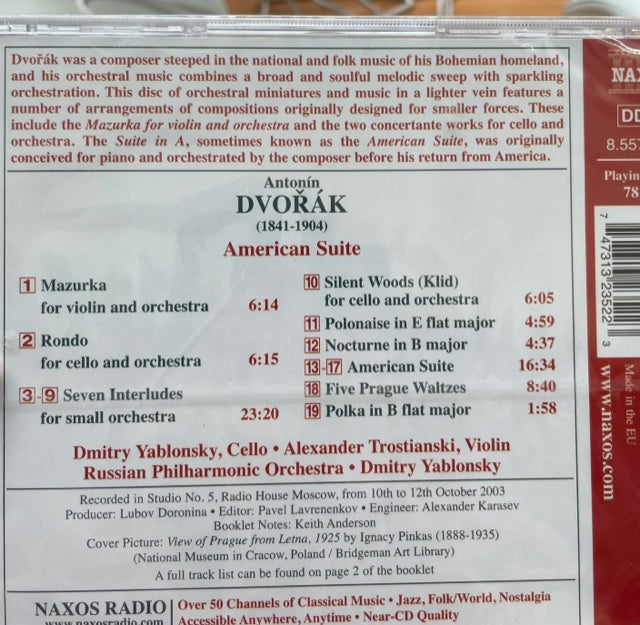 Dvořák was a composer steeped in the national and folk music of his Bohemian homeland,
and his orchestral music combines a broad and soulful melodic sweep with sparkling
orchestration. This disc of orchestral miniatures and music in a lighter vein features a
number of arrangements of compositions originally designed for smaller forces. These
include the Mazurka for violin and orchestra and the two concertante works for cello and
orchestra. The Suite in A, sometimes known as the American Suite, was originally
conceived for piano and orchestrated by the composer before his return from America.
Antonín
DVOŘÁK
(1841-1904)
American Suite
1 Mazurka
for violin and orchestra 6:14
2 Rondo
for cello and orchestra 6:15
3-9 Seven Interludes
for small orchestra 23:20
10 Silent Woods (Klid)
for cello and orchestra 6:05
11 Polonaise in E flat major 4:59
12 Nocturne in B major 4:37
13-17 American Suite 16:34
18 Five Prague Waltzes 8:40
19 Polka in B flat major 1:58
Dmitry Yablonsky, Cello • Alexander Trostianski, Violin
Russian Philharmonic Orchestra • Dmitry Yablonsky
Recorded in Studio No. 5, Radio House Moscow, from 10th to 12th October 2003
Producer: Lubov Doronina • Editor: Pavel Lavrenenkov • Engineer: Alexander Karasev
Booklet Notes: Keith Anderson
Cover Picture: View of Prague from Letna, 1925 by Ignacy Pinkas (1888-1935)
(National Museum in Cracow, Poland / Bridgeman Art Library)
A full track list can be found on page 2 of the booklet
NAXOS RADIO
www.naxosradio.com
Over 50 Channels of Classical Music • Jazz, Folk/World, Nostalgia
Accessible Anywhere, Anytime • Near-CD Quality
NAX
DD
8.557
Playin
78
7 47313 23522 3
Made in the EU
www.naxos.com